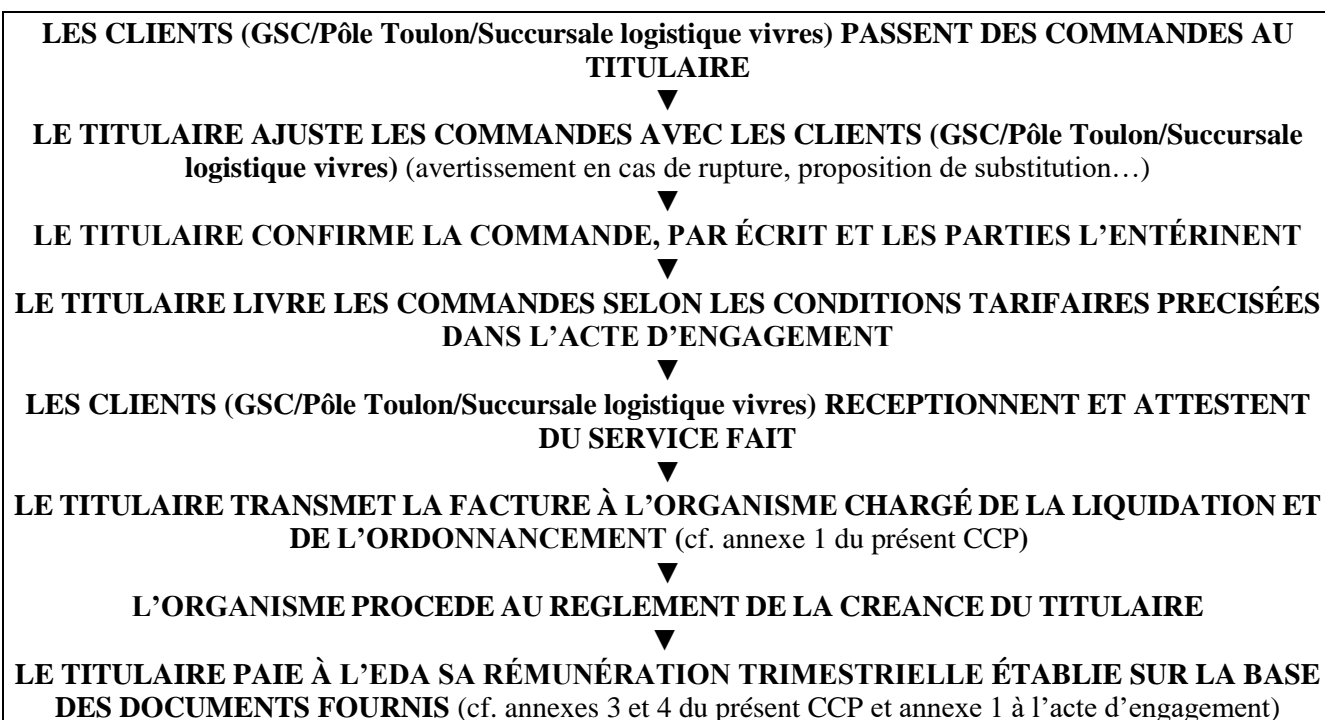 LES CLIENTS (GSC/Pôle Toulon/Succursale logistique vivres) PASSENT DES COMMANDES AU
TITULAIRE
▼
LE TITULAIRE AJUSTE LES COMMANDES AVEC LES CLIENTS (GSC/Pôle Toulon/Succursale
logistique vivres) (avertissement en cas de rupture, proposition de substitution…)
▼
LE TITULAIRE CONFIRME LA COMMANDE, PAR ÉCRIT ET LES PARTIES L’ENTÉRINENT
▼
LE TITULAIRE LIVRE LES COMMANDES SELON LES CONDITIONS TARIFAIRES PRECISÉES
DANS L’ACTE D’ENGAGEMENT
▼
LES CLIENTS (GSC/Pôle Toulon/Succursale logistique vivres) RECEPTIONNENT ET ATTESTENT
DU SERVICE FAIT
▼
LE TITULAIRE TRANSMET LA FACTURE À L’ORGANISME CHARGÉ DE LA LIQUIDATION ET
DE L’ORDONNANCEMENT (cf. annexe 1 du présent CCP)
▼
L’ORGANISME PROCEDE AU REGLEMENT DE LA CREANCE DU TITULAIRE
▼
LE TITULAIRE PAIE À L’EDA SA RÉMUNÉRATION TRIMESTRIELLE ÉTABLIE SUR LA BASE
DES DOCUMENTS FOURNIS (cf. annexes 3 et 4 du présent CCP et annexe 1 à l’acte d’engagement)